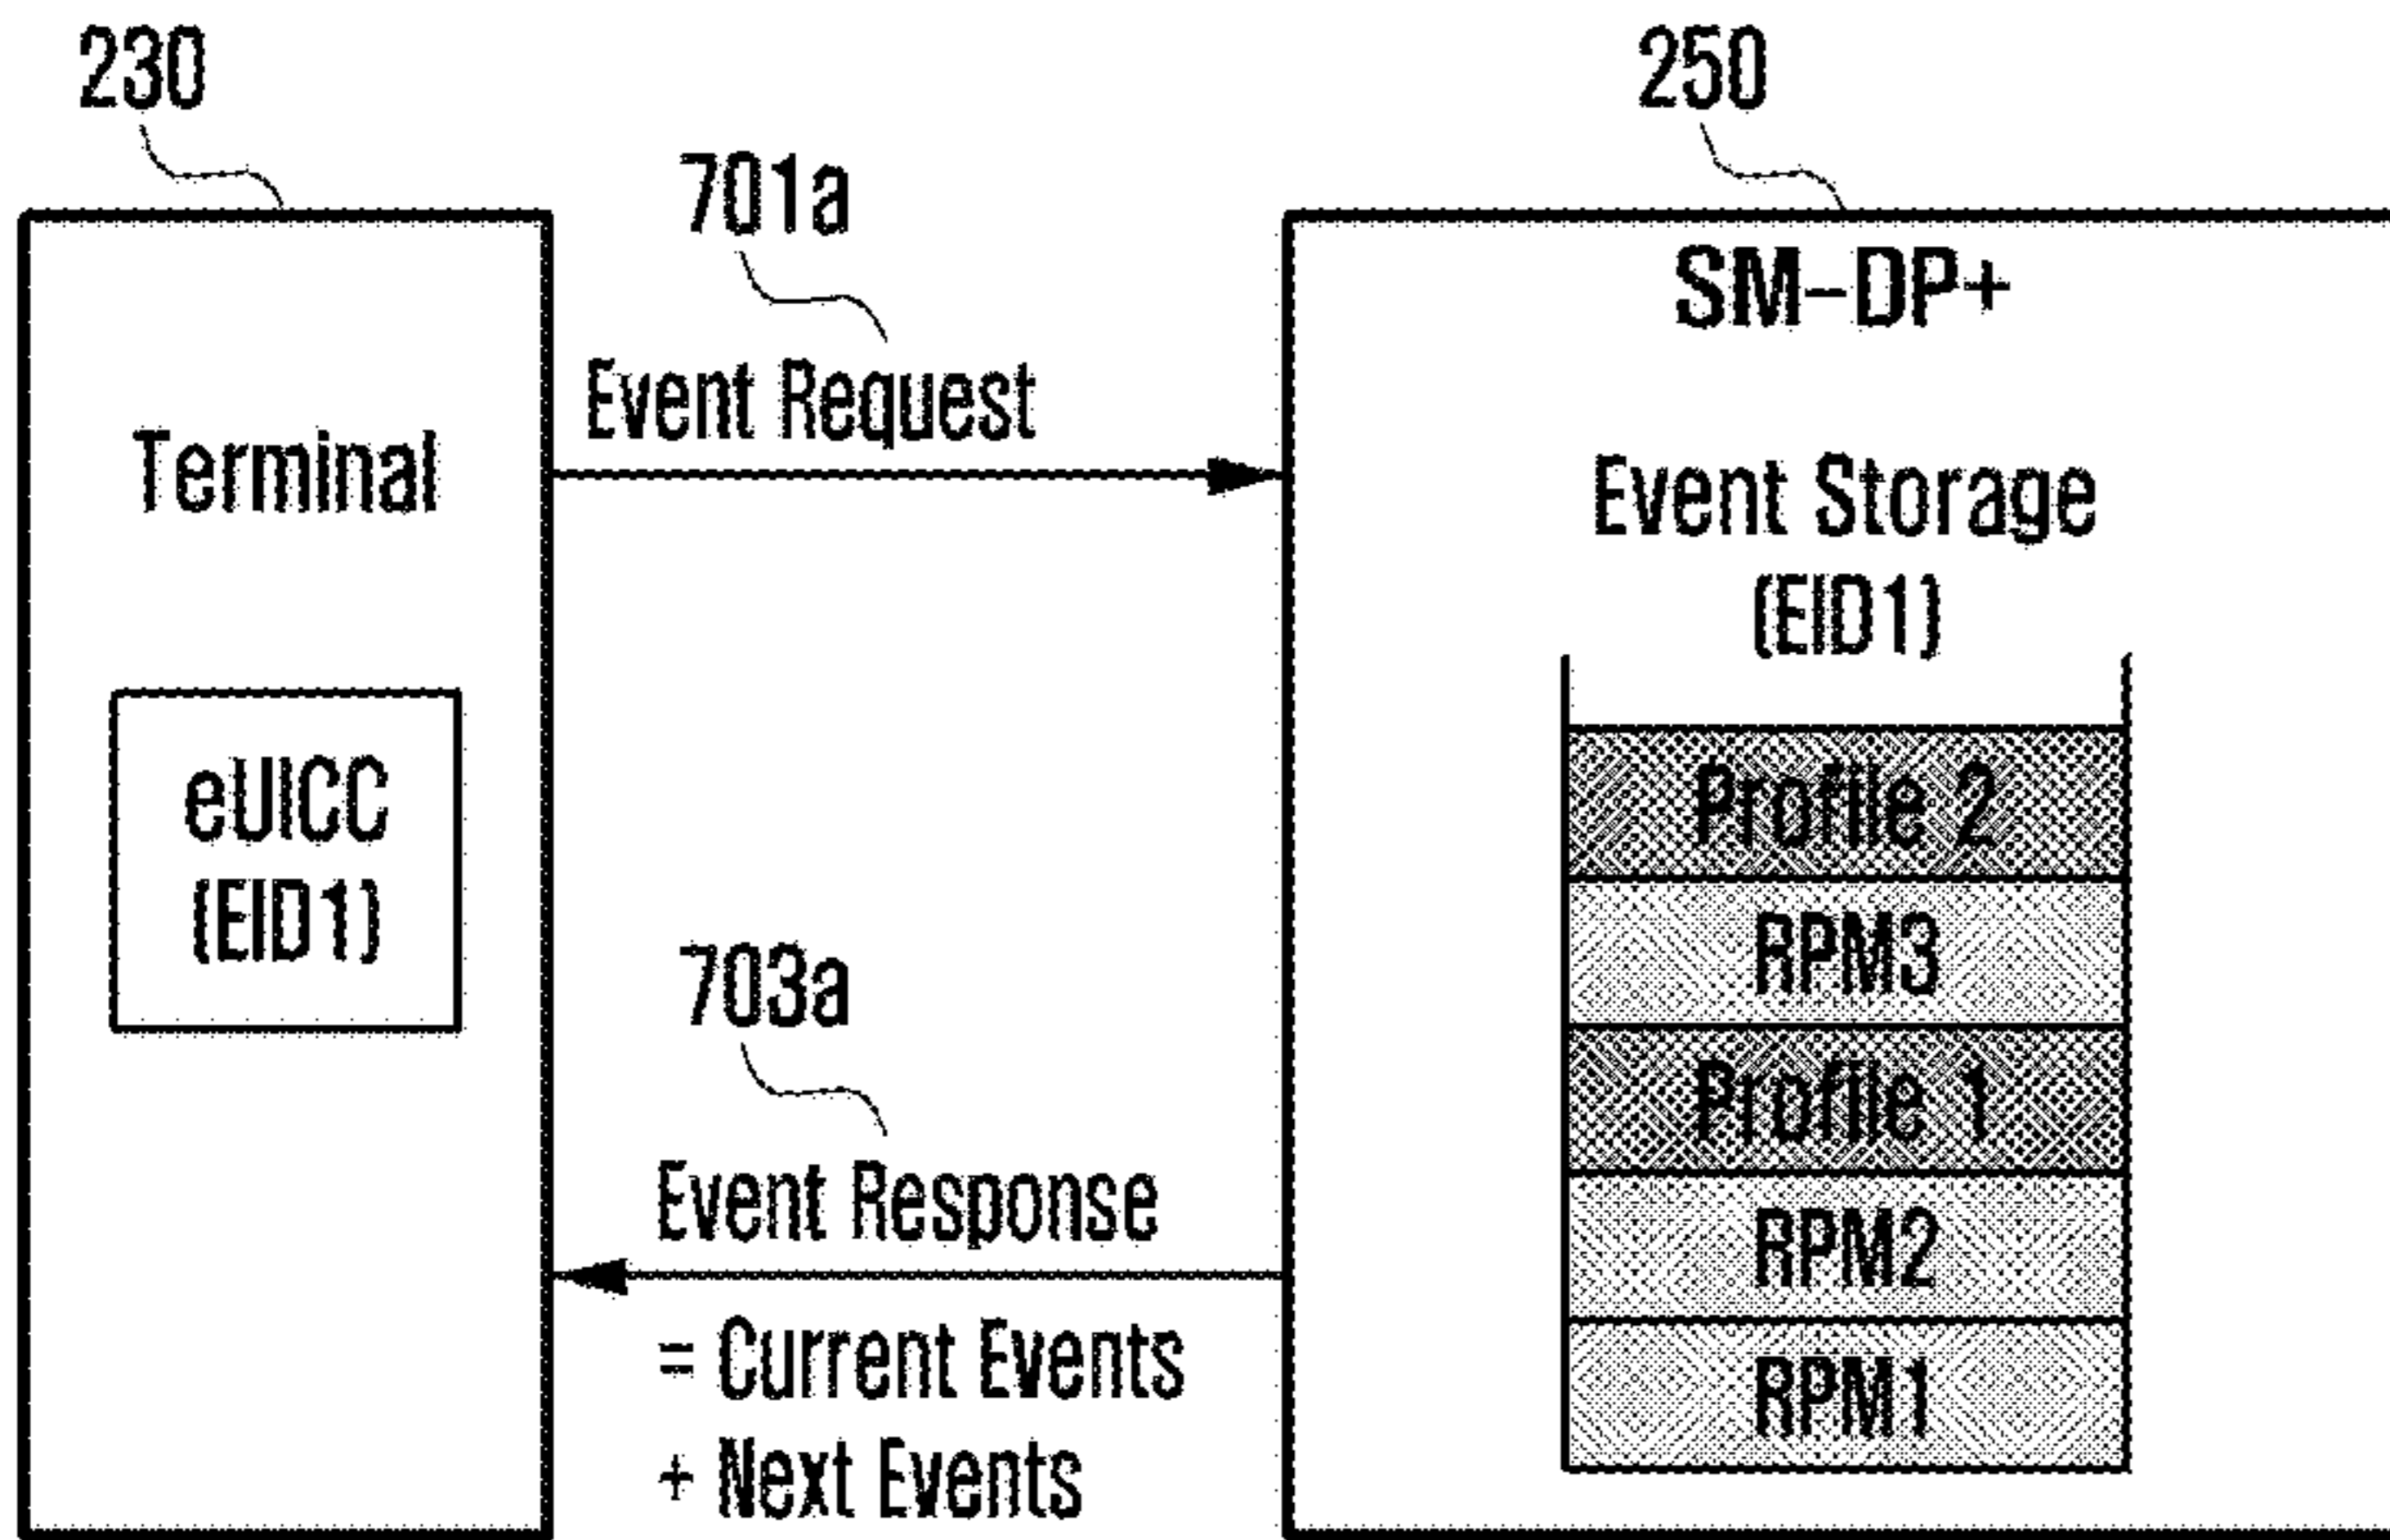 230
250
701a
SM-DP+
Event Request
Terminal
Event Storage
(EID1)
eUICC
(EID1)
Profile 2
RPM3
703a
Profile 1
Event Response
RPM2
= Current Events
RPM1
+ Next Events